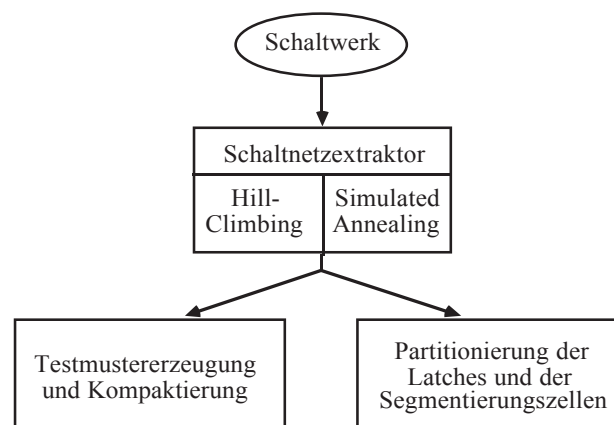 Schaltwerk
Schaltnetzextraktor
Hill-
Climbing
Simulated
Annealing
Testmustererzeugung
und Kompaktierung
Partitionierung der
Latches und der
Segmentierungszellen